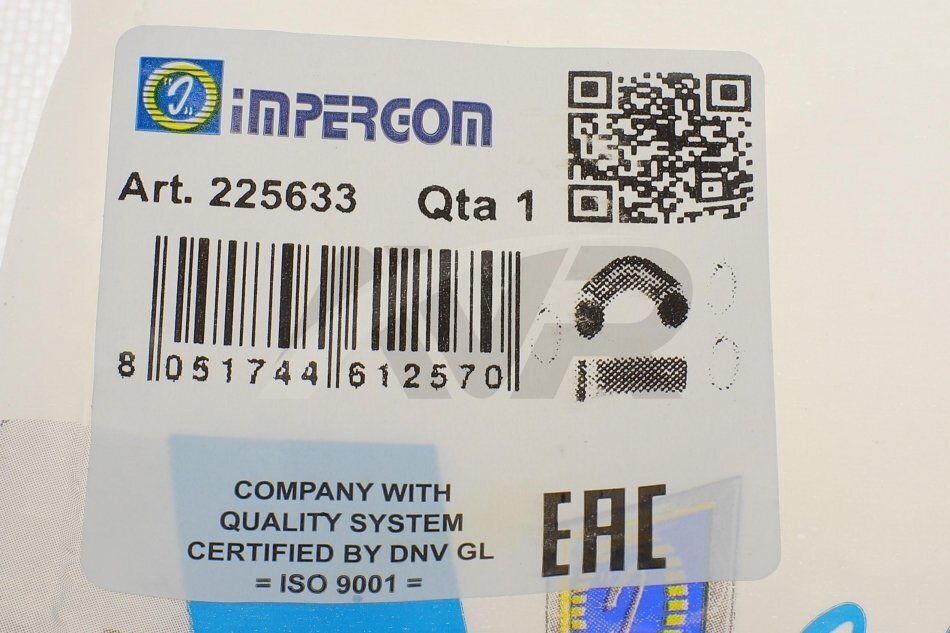 iMPERGOM
Art. 225633 Qta 1
8 051744 612570
COMPANY WITH
QUALITY SYSTEM
CERTIFIED BY DNV GL
= ISO 9001 =
EAC